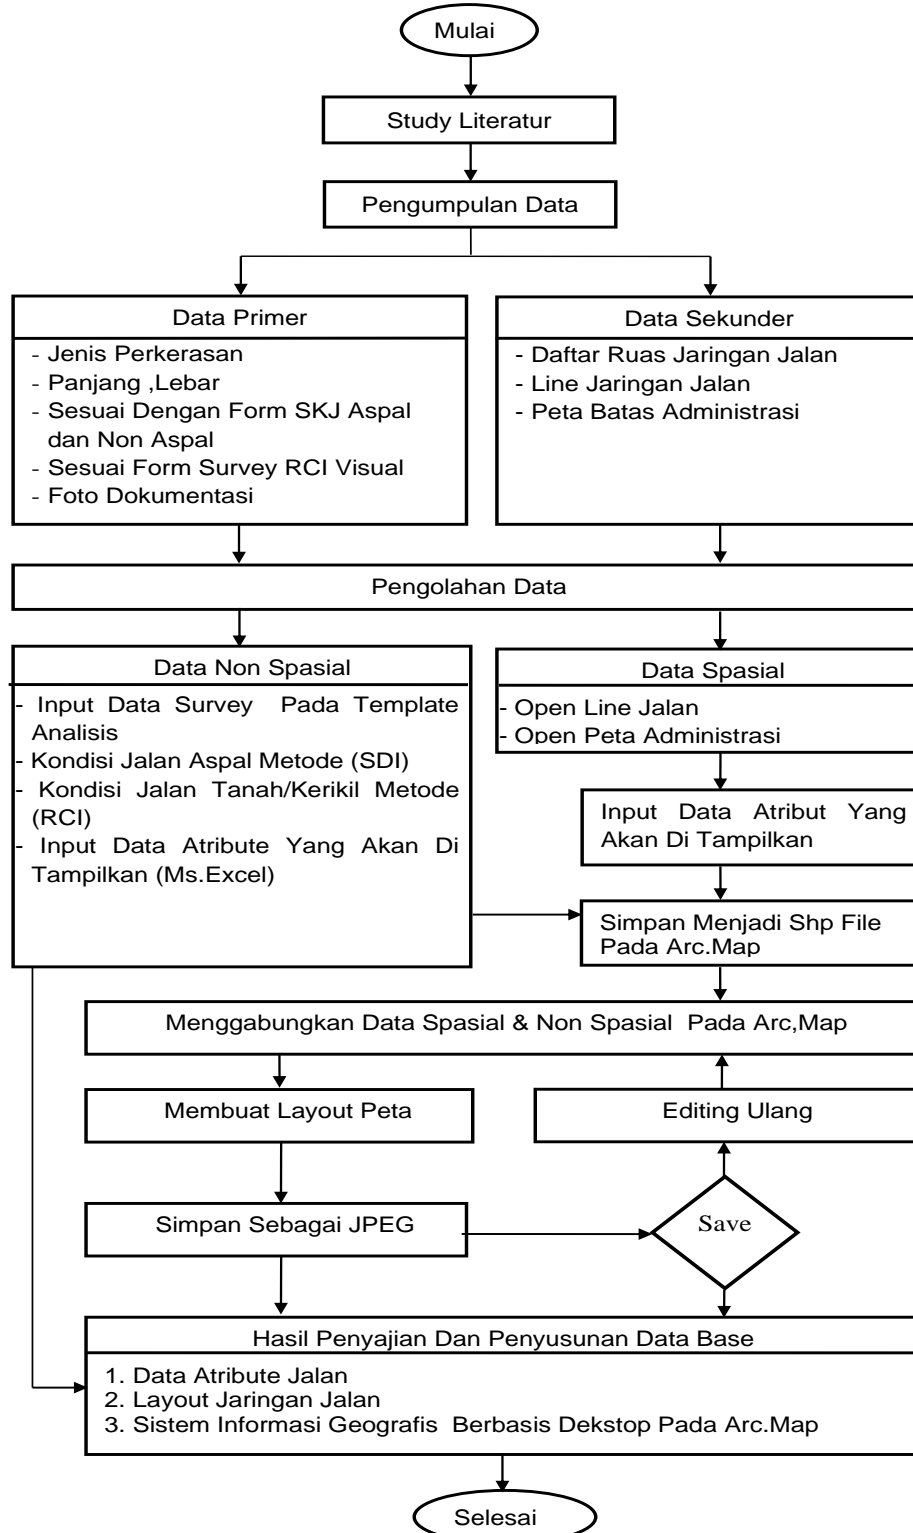 Mulai
Study Literatur
Pengumpulan Data
Data Primer
- Jenis Perkerasan
- Panjang ,Lebar
- Sesuai Dengan Form SKJ Aspal
dan Non Aspal
- Sesuai Form Survey RCI Visual
- Foto Dokumentasi
Data Sekunder
- Daftar Ruas Jaringan Jalan
- Line Jaringan Jalan
- Peta Batas Administrasi
Pengolahan Data
Data Non Spasial
- Input Data Survey Pada Template
Analisis
- Kondisi Jalan Aspal Metode (SDI)
- Kondisi Jalan Tanah/Kerikil Metode
(RCI)
- Input Data Atribute Yang Akan Di
Tampilkan (Ms.Excel)
Data Spasial
- Open Line Jalan
- Open Peta Administrasi
Input Data Atribut Yang
Akan Di Tampilkan
Simpan Menjadi Shp File
Pada Arc.Map
Menggabungkan Data Spasial & Non Spasial Pada Arc,Map
Membuat Layout Peta
Editing Ulang
Simpan Sebagai JPEG
Save
Hasil Penyajian Dan Penyusunan Data Base
1. Data Atribute Jalan
2. Layout Jaringan Jalan
3. Sistem Informasi Geografis Berbasis Dekstop Pada Arc.Map
Selesai